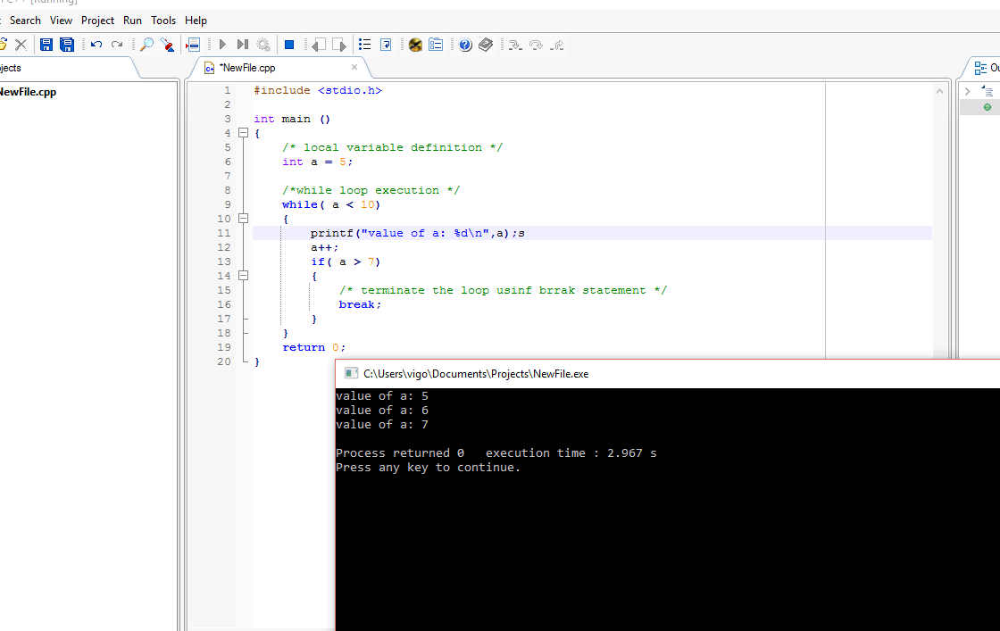 [Running]
Search View Project Run Tools Help
jects
*NewFile.cpp
Ou
NewFile.cpp
1 #include <stdio.h>
2
3 int main ()
4 {
5 /* local variable definition */
6 int a = 5;
7
8 /*while loop execution */
9 while( a < 10)
10 {
11 printf("value of a: %d\n",a);s
12 a++;
13 if( a > 7)
14 {
15 /* terminate the loop usinf brrak statement */
16 break;
17 }
18 }
19 return 0;
20 }
C:\Users\vigo\Documents\Projects\NewFile.exe
value of a: 5
value of a: 6
value of a: 7
Process returned 0 execution time : 2.967 s
Press any key to continue.